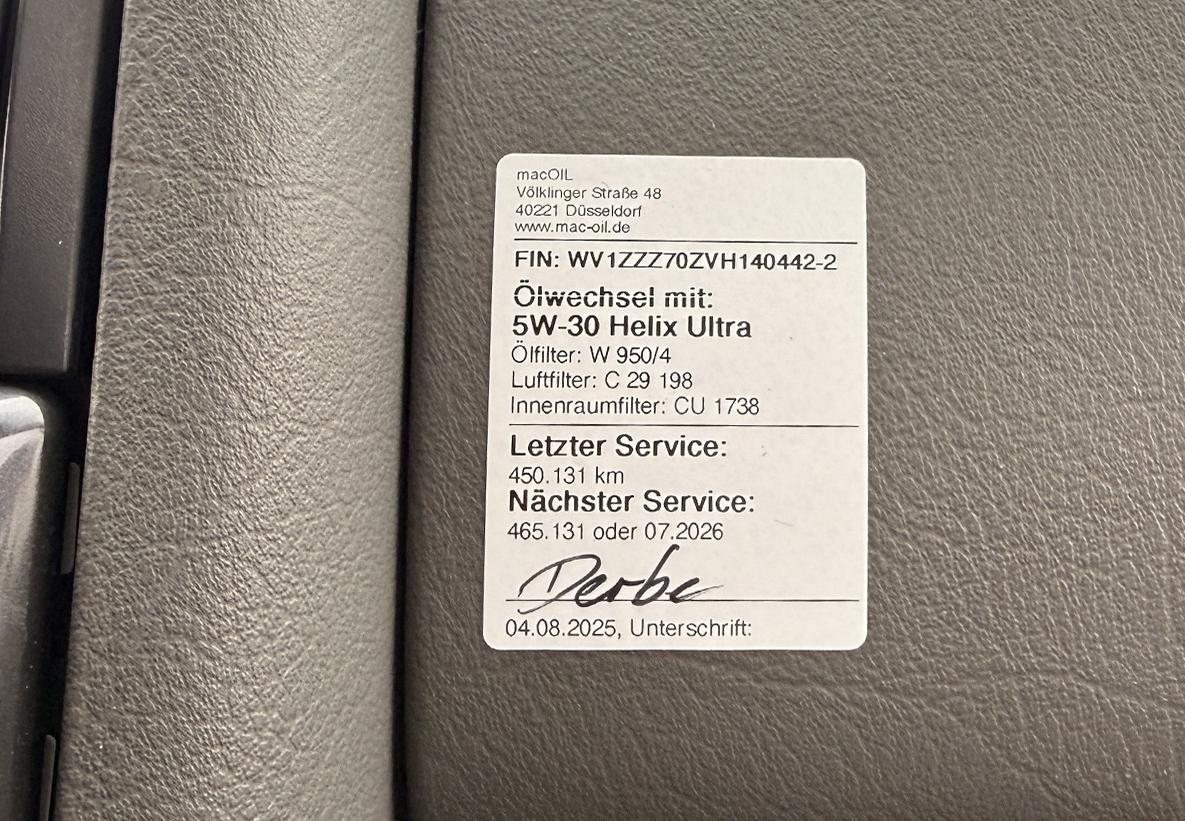 macOIL
Völklinger Straße 48
40221 Düsseldorf
www.mac-oil.de
FIN: WV1ZZZ70ZVH140442-2
Ölwechsel mit:
5W-30 Helix Ultra
Ölfilter: W 950/4
Luftfilter: C 29 198
Innenraumfilter: CU 1738
Letzter Service:
450.131 km
Nächster Service:
465.131 oder 07.2026
Derbe
04.08.2025, Unterschrift: